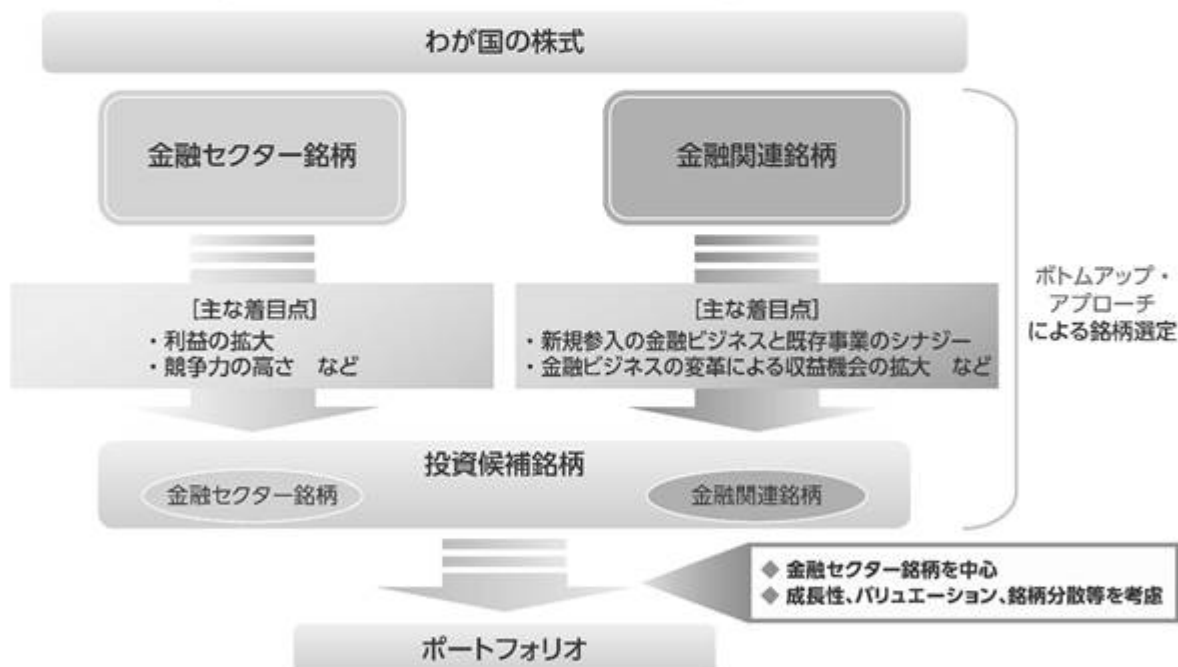 わが国の株式
金融セクター銘柄
金融関連銘柄
[主な着目点]
・利益の拡大
・競争力の高さ　など
[主な着目点]
・新規参入の金融ビジネスと既存事業のシナジー
・金融ビジネスの変革による収益機会の拡大　など
ボトムアップ・
アプローチ
による銘柄選定
投資候補銘柄
金融セクター銘柄
金融関連銘柄
◆ 金融セクター銘柄を中心
◆ 成長性、バリュエーション、銘柄分散等を考慮
ポートフォリオ